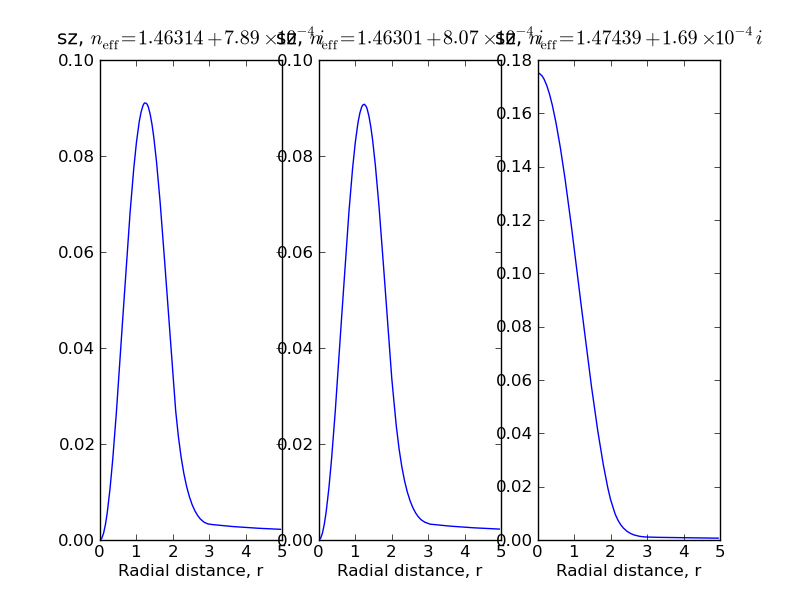 sz, n_eff=1.46314+7.89×10^−4 i
sz, n_eff=1.46301+8.07×10^−4 i
sz, n_eff=1.47439+1.69×10^−4 i
0.10
0.08
0.06
0.04
0.02
0.00
0 1 2 3 4 5
Radial distance, r
0.10
0.08
0.06
0.04
0.02
0.00
0 1 2 3 4 5
Radial distance, r
0.18
0.16
0.14
0.12
0.10
0.08
0.06
0.04
0.02
0.00
0 1 2 3 4 5
Radial distance, r